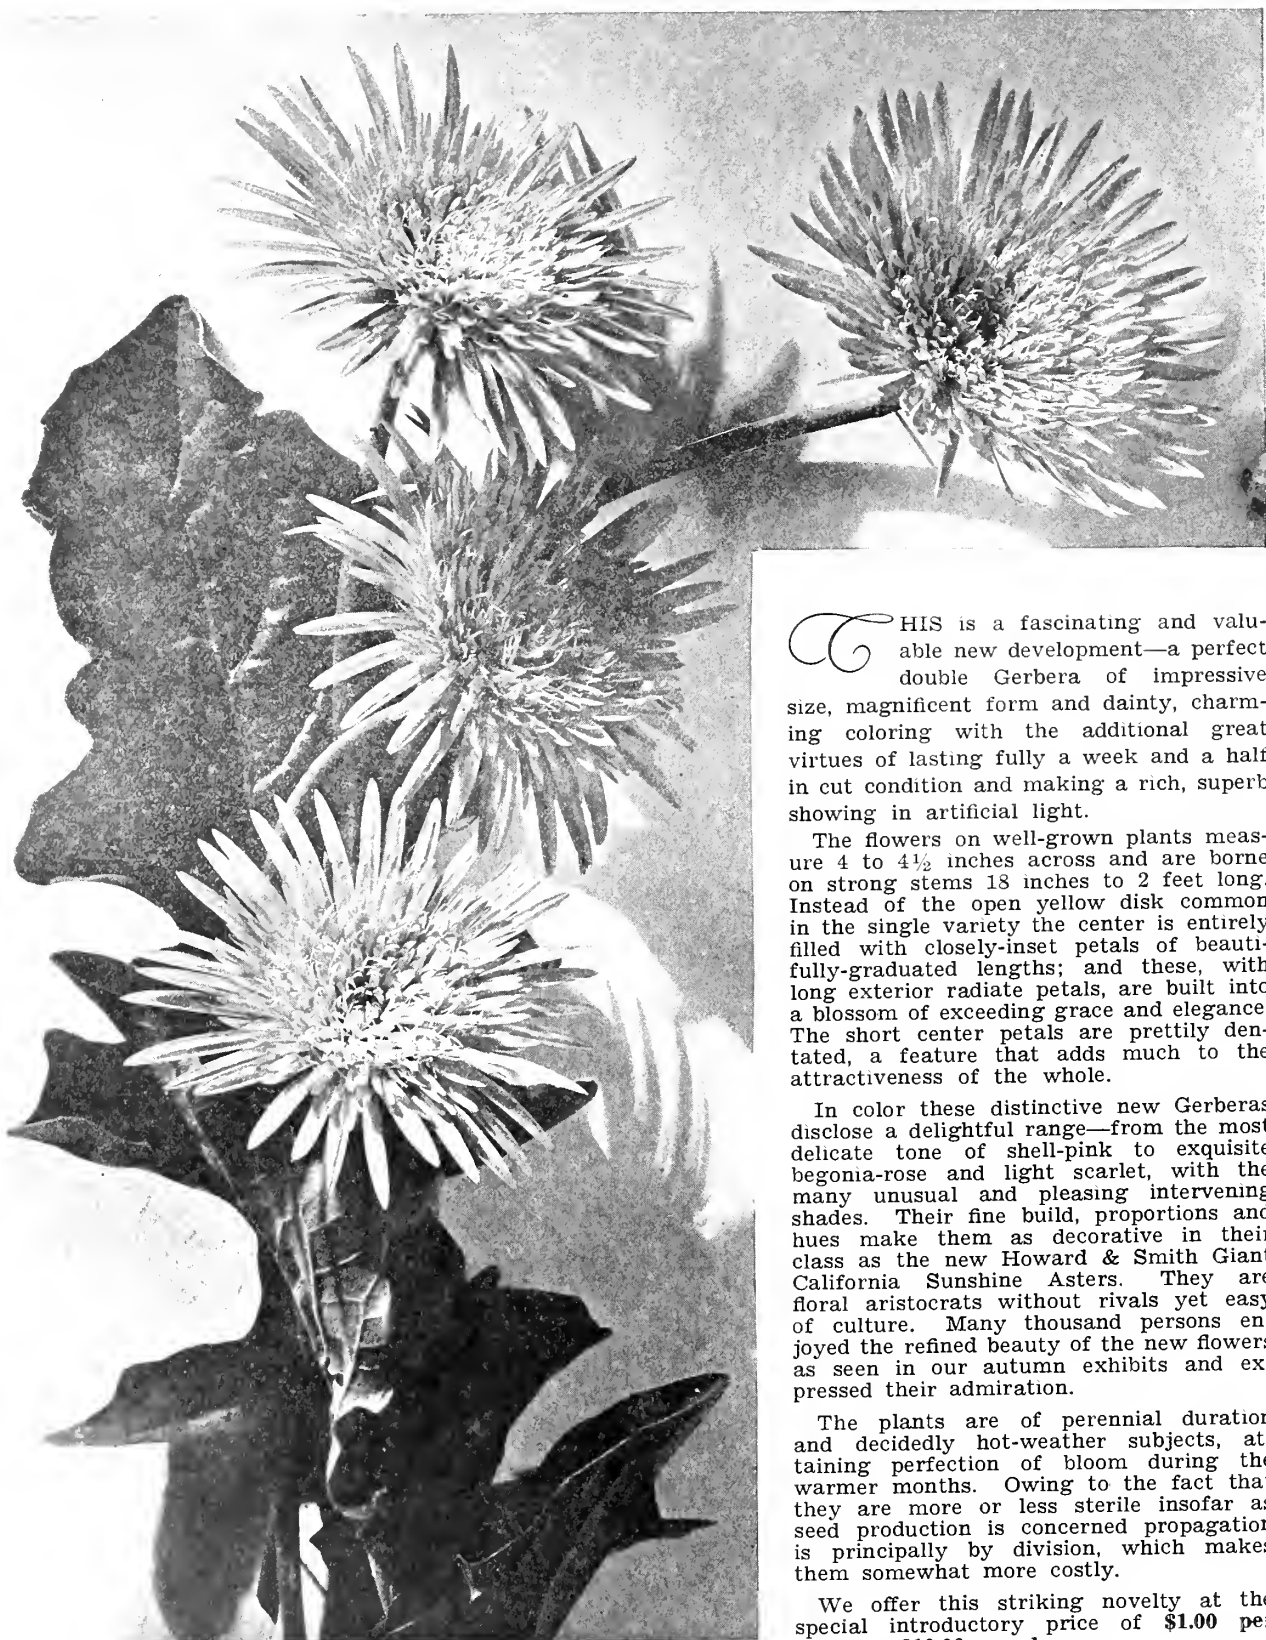 THIS is a fascinating and valu-
able new development—a perfect
double Gerbera of impressive
size, magnificent form and dainty, charm-
ing coloring with the additional great
virtues of lasting fully a week and a half
in cut condition and making a rich, superb
showing in artificial light.
The flowers on well-grown plants meas-
ure 4 to 4½ inches across and are borne
on strong stems 18 inches to 2 feet long.
Instead of the open yellow disk common
in the single variety the center is entirely
filled with closely-inset petals of beauti-
fully-graduated lengths; and these, with
long exterior radiate petals, are built into
a blossom of exceeding grace and elegance
The short center petals are prettily den-
tated, a feature that adds much to the
attractiveness of the whole.
In color these distinctive new Gerberas
disclose a delightful range—from the most
delicate tone of shell-pink to exquisite
begonia-rose and light scarlet, with the
many unusual and pleasing intervening
shades. Their fine build, proportions and
hues make them as decorative in their
class as the new Howard & Smith Giant
California Sunshine Asters. They are
floral aristocrats without rivals yet easy
of culture. Many thousand persons en
joyed the refined beauty of the new flowers
as seen in our autumn exhibits and ex
pressed their admiration.
The plants are of perennial duration
and decidedly hot-weather subjects, at
taining perfection of bloom during the
warmer months. Owing to the fact that
they are more or less sterile insofar as
seed production is concerned propagation
is principally by division, which makes
them somewhat more costly.
We offer this striking novelty at the
special introductory price of $1.00 per